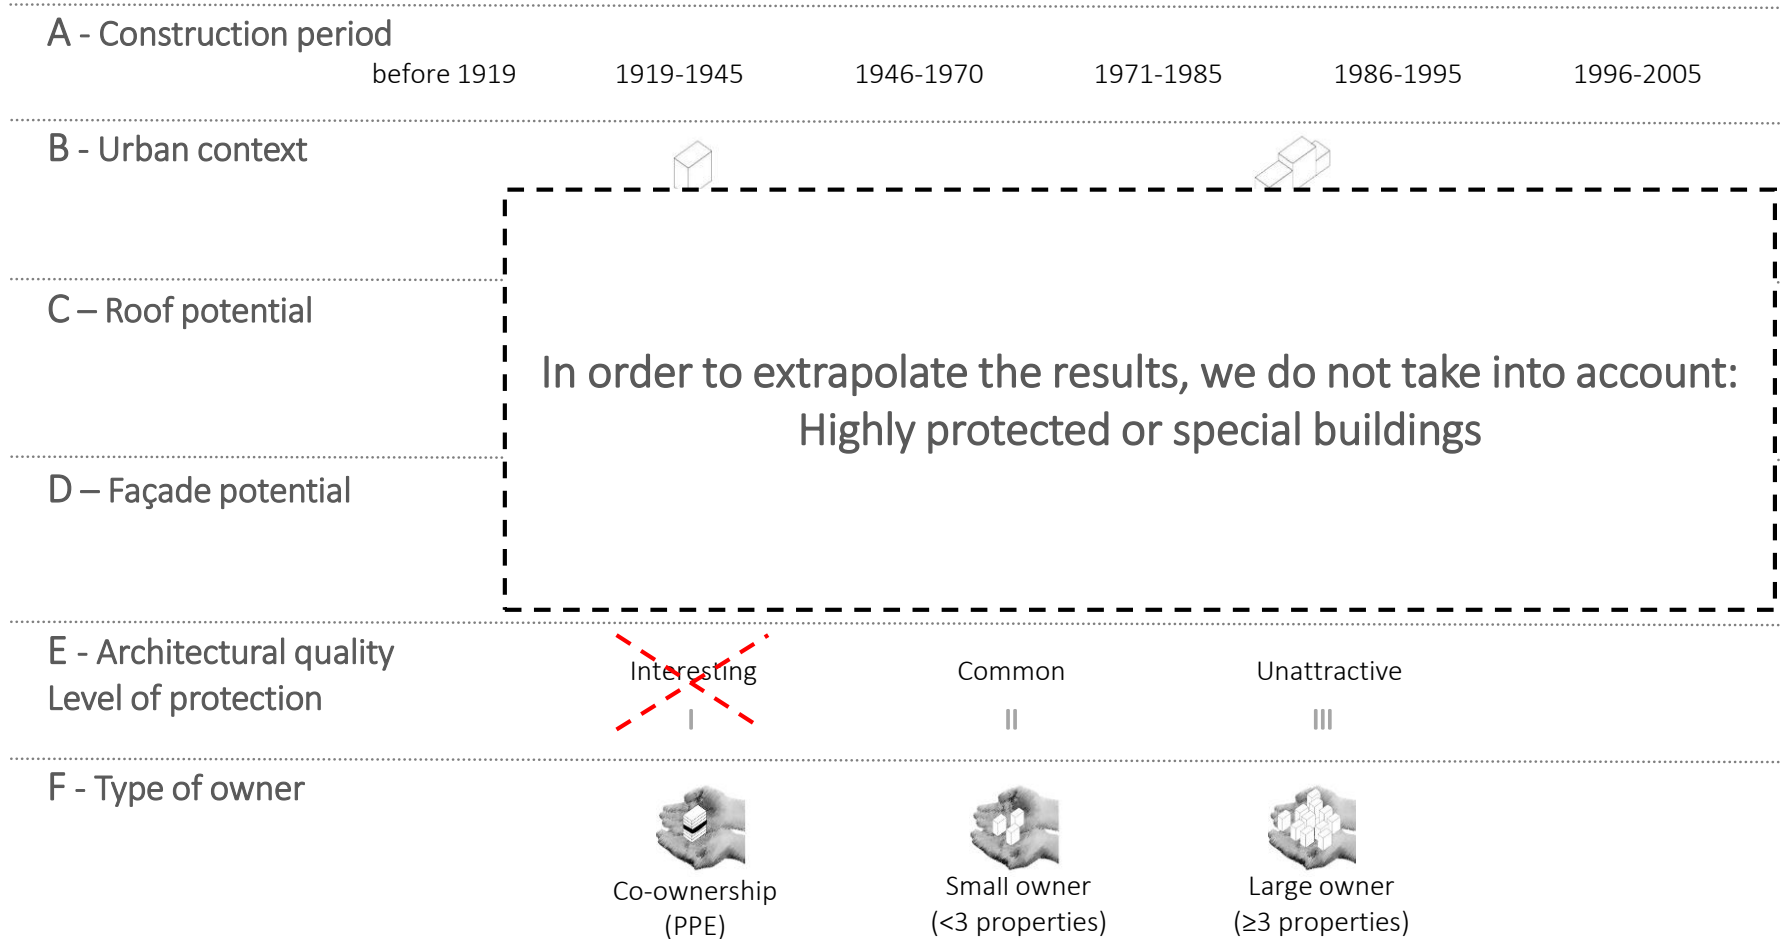 A - Construction period
before 1919 1919-1945 1946-1970 1971-1985 1986-1995 1996-2005
B - Urban context
C – Roof potential
In order to extrapolate the results, we do not take into account:
Highly protected or special buildings
D – Façade potential
E - Architectural quality
Level of protection
Interesting Common Unattractive
I II III
F - Type of owner
Co-ownership
(PPE)
Small owner
(<3 properties)
Large owner
(≥3 properties)